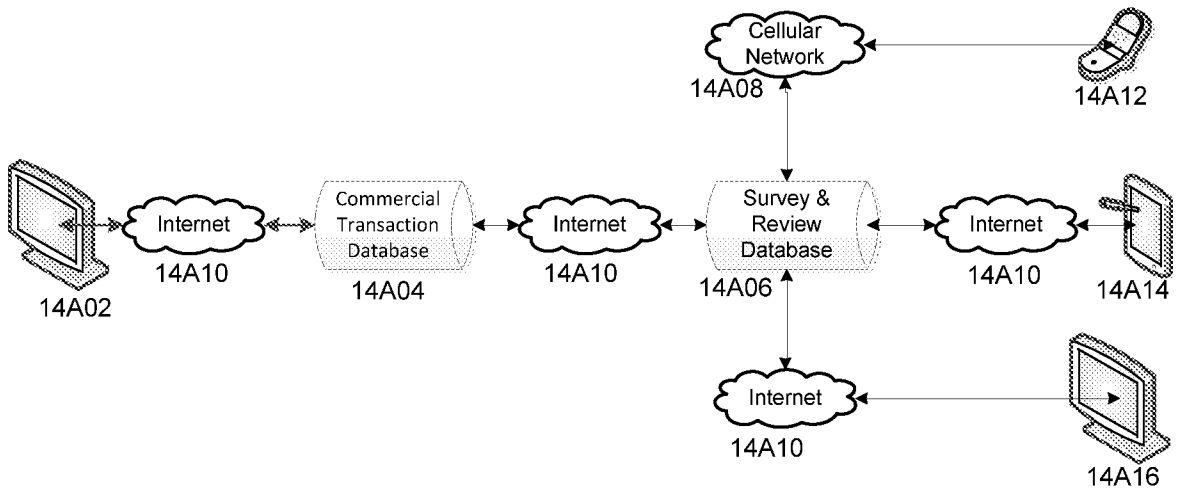 Cellular
Network
14A08
14A12
14A02
Internet
14A10
Commercial
Transaction
Database
14A04
Internet
14A10
Survey &
Review
Database
14A06
Internet
14A10
14A14
Internet
14A10
14A16